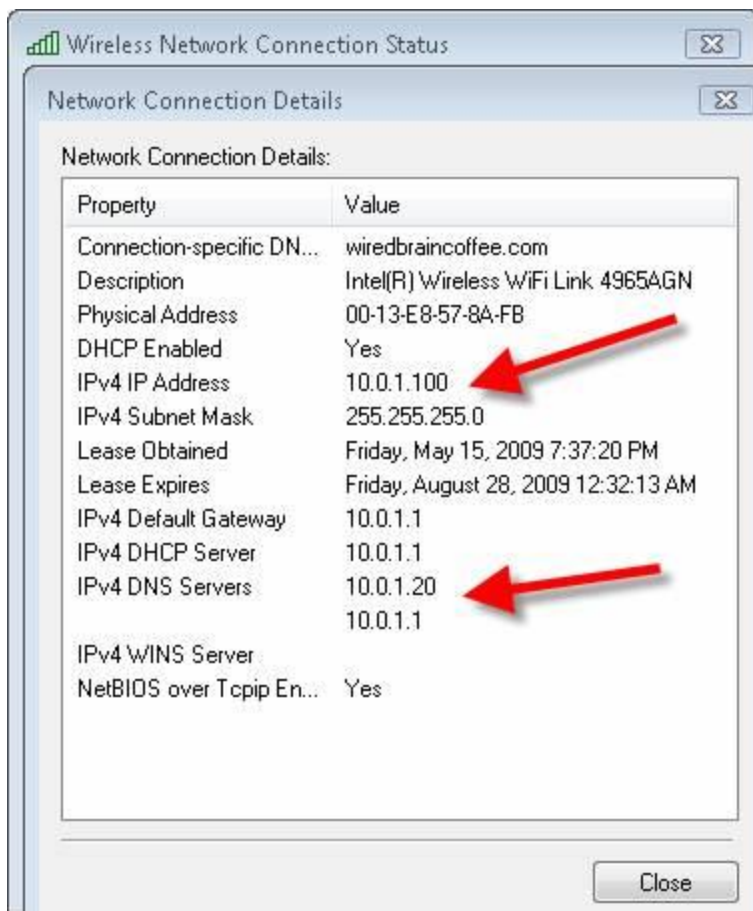 Wireless Network Connection Status
Network Connection Details
Network Connection Details:
Property Value
Connection-specific DN... wiredbraincoffee.com
Description Intel(R) Wireless WiFi Link 4965AGN
Physical Address 00-13-E8-57-8A-FB
DHCP Enabled Yes
IPv4 IP Address 10.0.1.100
IPv4 Subnet Mask 255.255.255.0
Lease Obtained Friday, May 15, 2009 7:37:20 PM
Lease Expires Friday, August 28, 2009 12:32:13 AM
IPv4 Default Gateway 10.0.1.1
IPv4 DHCP Server 10.0.1.1
IPv4 DNS Servers 10.0.1.20
10.0.1.1
IPv4 WINS Server
NetBIOS over Tcpip En... Yes
Close